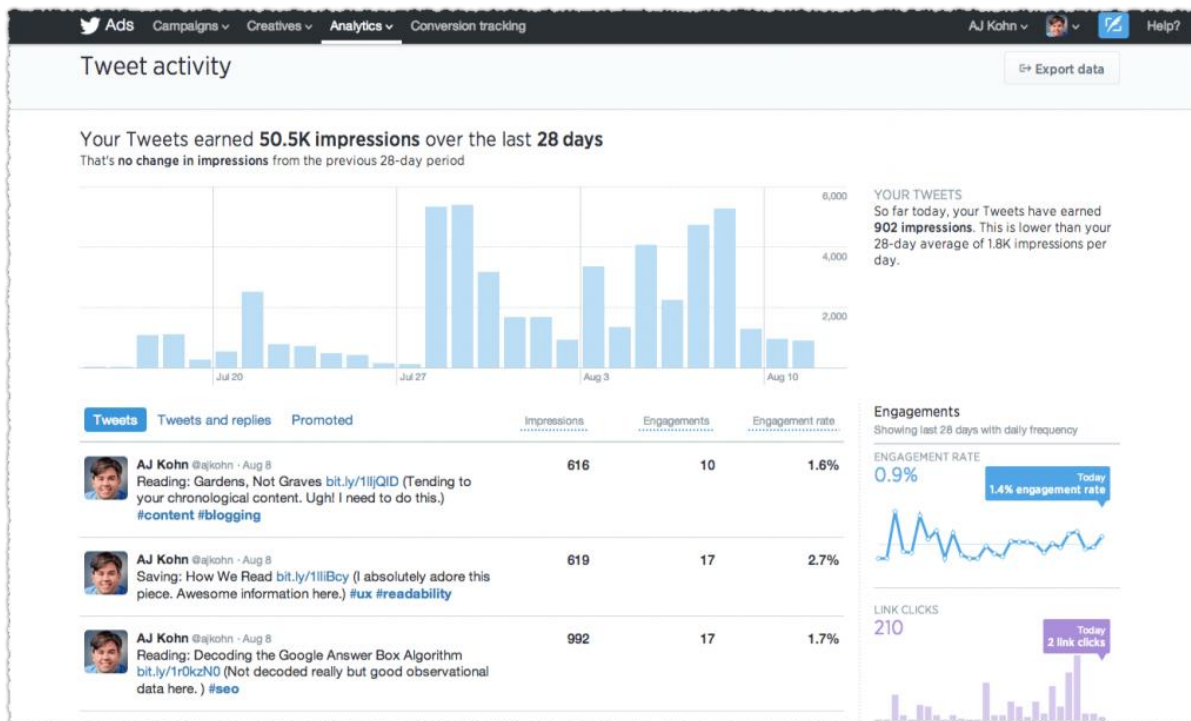 Ads Campaigns Creatives Analytics Conversion tracking AJ Kohn Help?
Tweet activity
Export data
Your Tweets earned 50.5K impressions over the last 28 days
That's no change in impressions from the previous 28-day period
6,000
4,000
2,000
Jul 20 Jul 27 Aug 3 Aug 10
YOUR TWEETS
So far today, your Tweets have earned
902 impressions. This is lower than your
28-day average of 1.8K impressions per
day.
Tweets Tweets and replies Promoted Impressions Engagements Engagement rate
AJ Kohn @ajkohn · Aug 8 616 10 1.6%
Reading: Gardens, Not Graves bit.ly/1lIjQlD (Tending to
your chronological content. Ugh! I need to do this.)
#content #blogging
AJ Kohn @ajkohn · Aug 8 619 17 2.7%
Saving: How We Read bit.ly/1lliBcy (I absolutely adore this
piece. Awesome information here.) #ux #readability
AJ Kohn @ajkohn · Aug 8 992 17 1.7%
Reading: Decoding the Google Answer Box Algorithm
bit.ly/1r0kzN0 (Not decoded really but good observational
data here. ) #seo
Engagements
Showing last 28 days with daily frequency
ENGAGEMENT RATE
0.9%
Today
1.4% engagement rate
LINK CLICKS
210
Today
2 link clicks